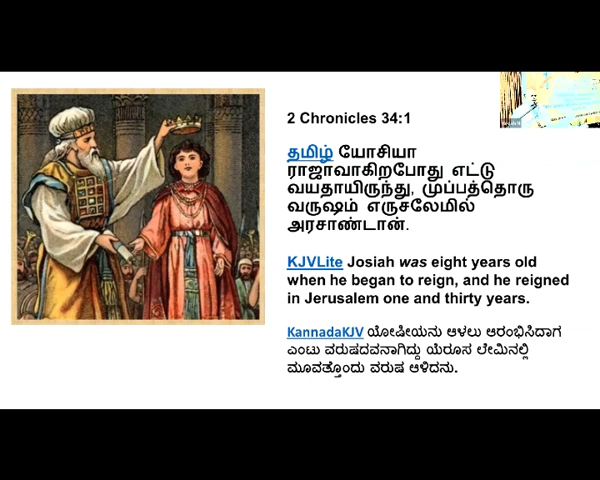 2 Chronicles 34:1
தமிழ் யோசியா
ராஜாவாகிறபோது எட்டு
வயதாயிருந்து, முப்பத்தொரு
வருஷம் எருசலேமில்
அரசாண்டான்.
KJVLite Josiah was eight years old
when he began to reign, and he reigned
in Jerusalem one and thirty years.
KannadaKJV ಯೋಷೀಯನು ಆಳಲು ಆರಂಭಿಸಿದಾಗ
ಎಂಟು ವರುಷದವನಾಗಿದ್ದು ಯೆರೂಸ ಲೇಮಿನಲ್ಲಿ
ಮೂವತ್ತೊಂದು ವರುಷ ಆಳಿದನು.